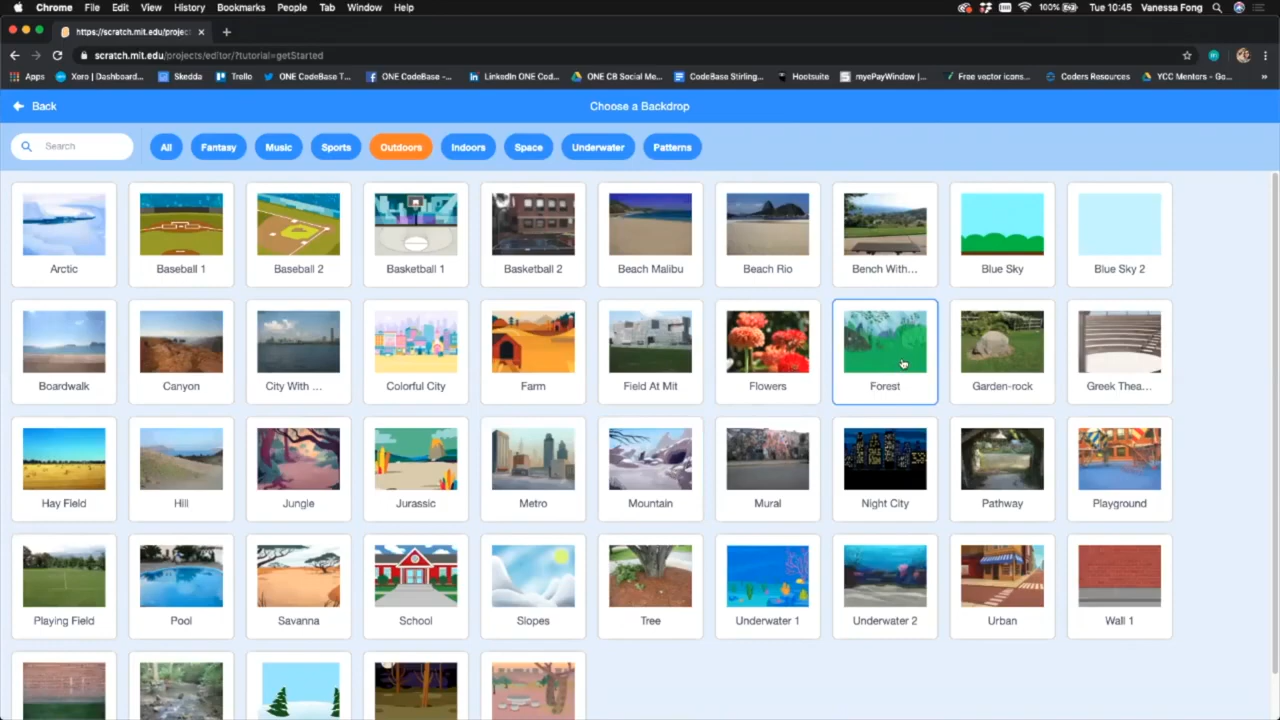 Chrome File Edit View History Bookmarks People Tab Window Help 100% Tue 10:45 Vanessa Fong
https://scratch.mit.edu/projec
scratch.mit.edu/projects/editor/?tutorial=getStarted
Apps Xero | Dashboard... Skedda Trello ONE CodeBase T... ONE CodeBase -... LinkedIn ONE Cod... ONE CB Social Me... CodeBase Stirling... Hootsuite myePayWindow |... Free vector icons... Coders Resources YCC Mentors - Go... »
Back Choose a Backdrop
Search All Fantasy Music Sports Outdoors Indoors Space Underwater Patterns
Arctic Baseball 1 Baseball 2 Basketball 1 Basketball 2 Beach Malibu Beach Rio Bench With... Blue Sky Blue Sky 2
Boardwalk Canyon City With ... Colorful City Farm Field At Mit Flowers Forest Garden-rock Greek Thea...
Hay Field Hill Jungle Jurassic Metro Mountain Mural Night City Pathway Playground
Playing Field Pool Savanna School Slopes Tree Underwater 1 Underwater 2 Urban Wall 1